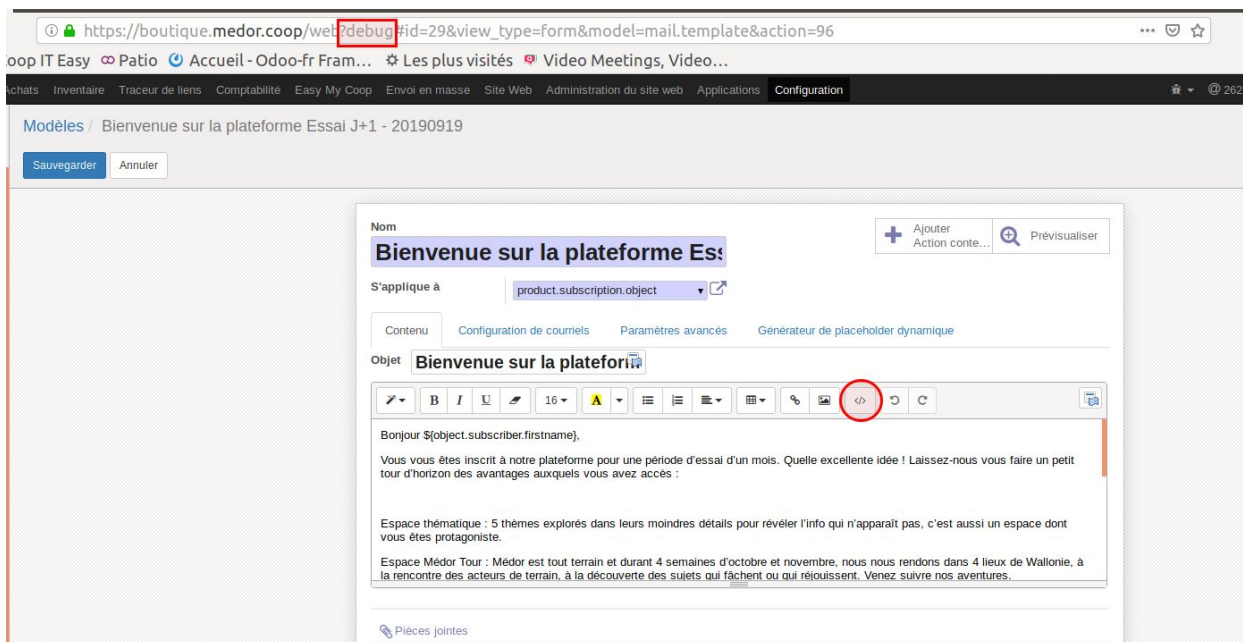 https://boutique.medor.coop/web?debug#id=29&view_type=form&model=mail.template&action=96
oop IT Easy Patio Accueil - Odoo-fr Fram… Les plus visités Video Meetings, Video…
Achats Inventaire Traceur de liens Comptabilité Easy My Coop Envoi en masse Site Web Administration du site web Applications Configuration @ 262
Modèles / Bienvenue sur la plateforme Essai J+1 - 20190919
Sauvegarder Annuler
Nom
Bienvenue sur la plateforme Ess
Ajouter
Action conte...
Prévisualiser
S'applique à product.subscription.object
Contenu Configuration de courriels Paramètres avancés Générateur de placeholder dynamique
Objet Bienvenue sur la plateform
B I U 16 A </>
Bonjour ${object.subscriber.firstname},
Vous vous êtes inscrit à notre plateforme pour une période d'essai d'un mois. Quelle excellente idée ! Laissez-nous vous faire un petit
tour d'horizon des avantages auxquels vous avez accès :
Espace thématique : 5 thèmes explorés dans leurs moindres détails pour révéler l'info qui n'apparaît pas, c'est aussi un espace dont
vous êtes protagoniste.
Espace Médor Tour : Médor est tout terrain et durant 4 semaines d'octobre et novembre, nous nous rendons dans 4 lieux de Wallonie, à
la rencontre des acteurs de terrain, à la découverte des sujets qui fâchent ou qui réjouissent. Venez suivre nos aventures.
Pièces jointes